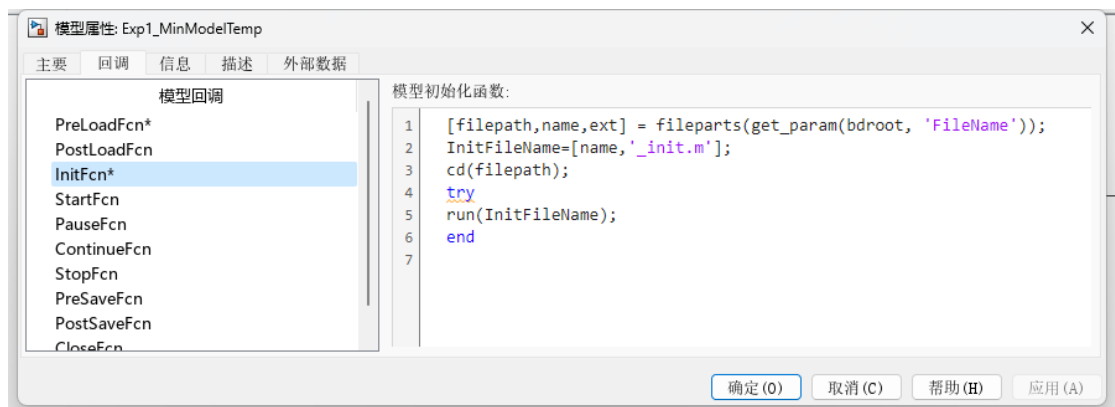 模型属性: Exp1_MinModelTemp
主要 回调 信息 描述 外部数据
模型回调
PreLoadFcn*
PostLoadFcn
InitFcn*
StartFcn
PauseFcn
ContinueFcn
StopFcn
PreSaveFcn
PostSaveFcn
CloseFcn
模型初始化函数:
1 [filepath,name,ext] = fileparts(get_param(bdroot, 'FileName'));
2 InitFileName=[name,'_init.m'];
3 cd(filepath);
4 try
5 run(InitFileName);
6 end
7
确定(O) 取消(C) 帮助(H) 应用(A)